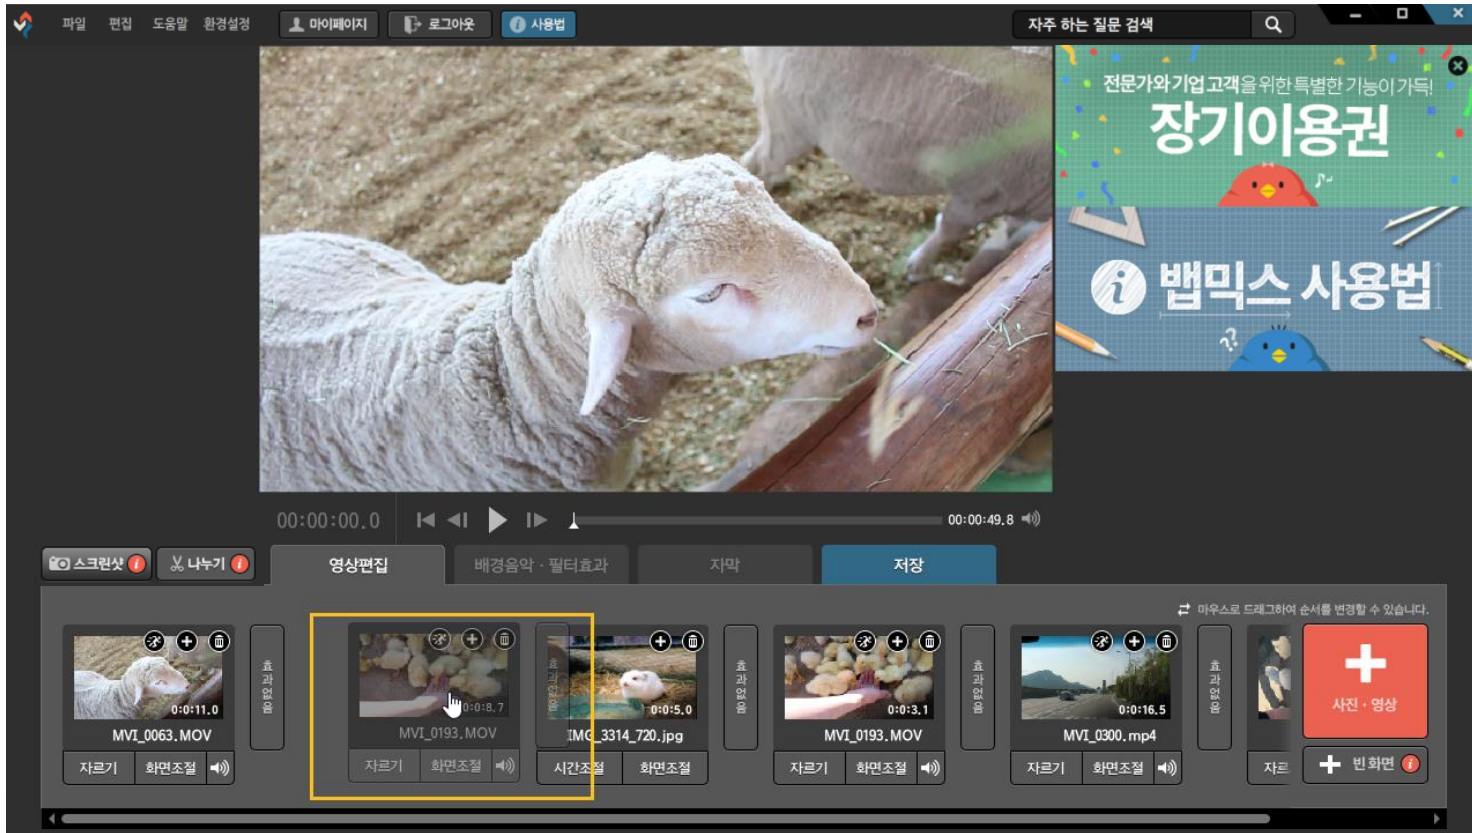 파일 편집 도움말 환경설정 마이페이지 로그아웃 사용법 자주 하는 질문 검색
전문가와 기업 고객을 위한 특별한 기능이 가득!
장기이용권
뱁믹스 사용법
00:00:00.0 00:00:49.8
스크린샷 나누기 영상편집 배경음악 · 필터효과 자막 저장
마우스로 드래그하여 순서를 변경할 수 있습니다.
0:0:11.0
MVI_0063.MOV
자르기 화면조절
효과없음
0:0:8.7
MVI_0193.MOV
자르기 화면조절
효과없음
0:0:5.0
IMG_3314_720.jpg
시간조절 화면조절
효과없음
0:0:3.1
MVI_0193.MOV
자르기 화면조절
효과없음
0:0:16.5
MVI_0300.mp4
자르기 화면조절
효과없음
자르
사진 · 영상
빈화면